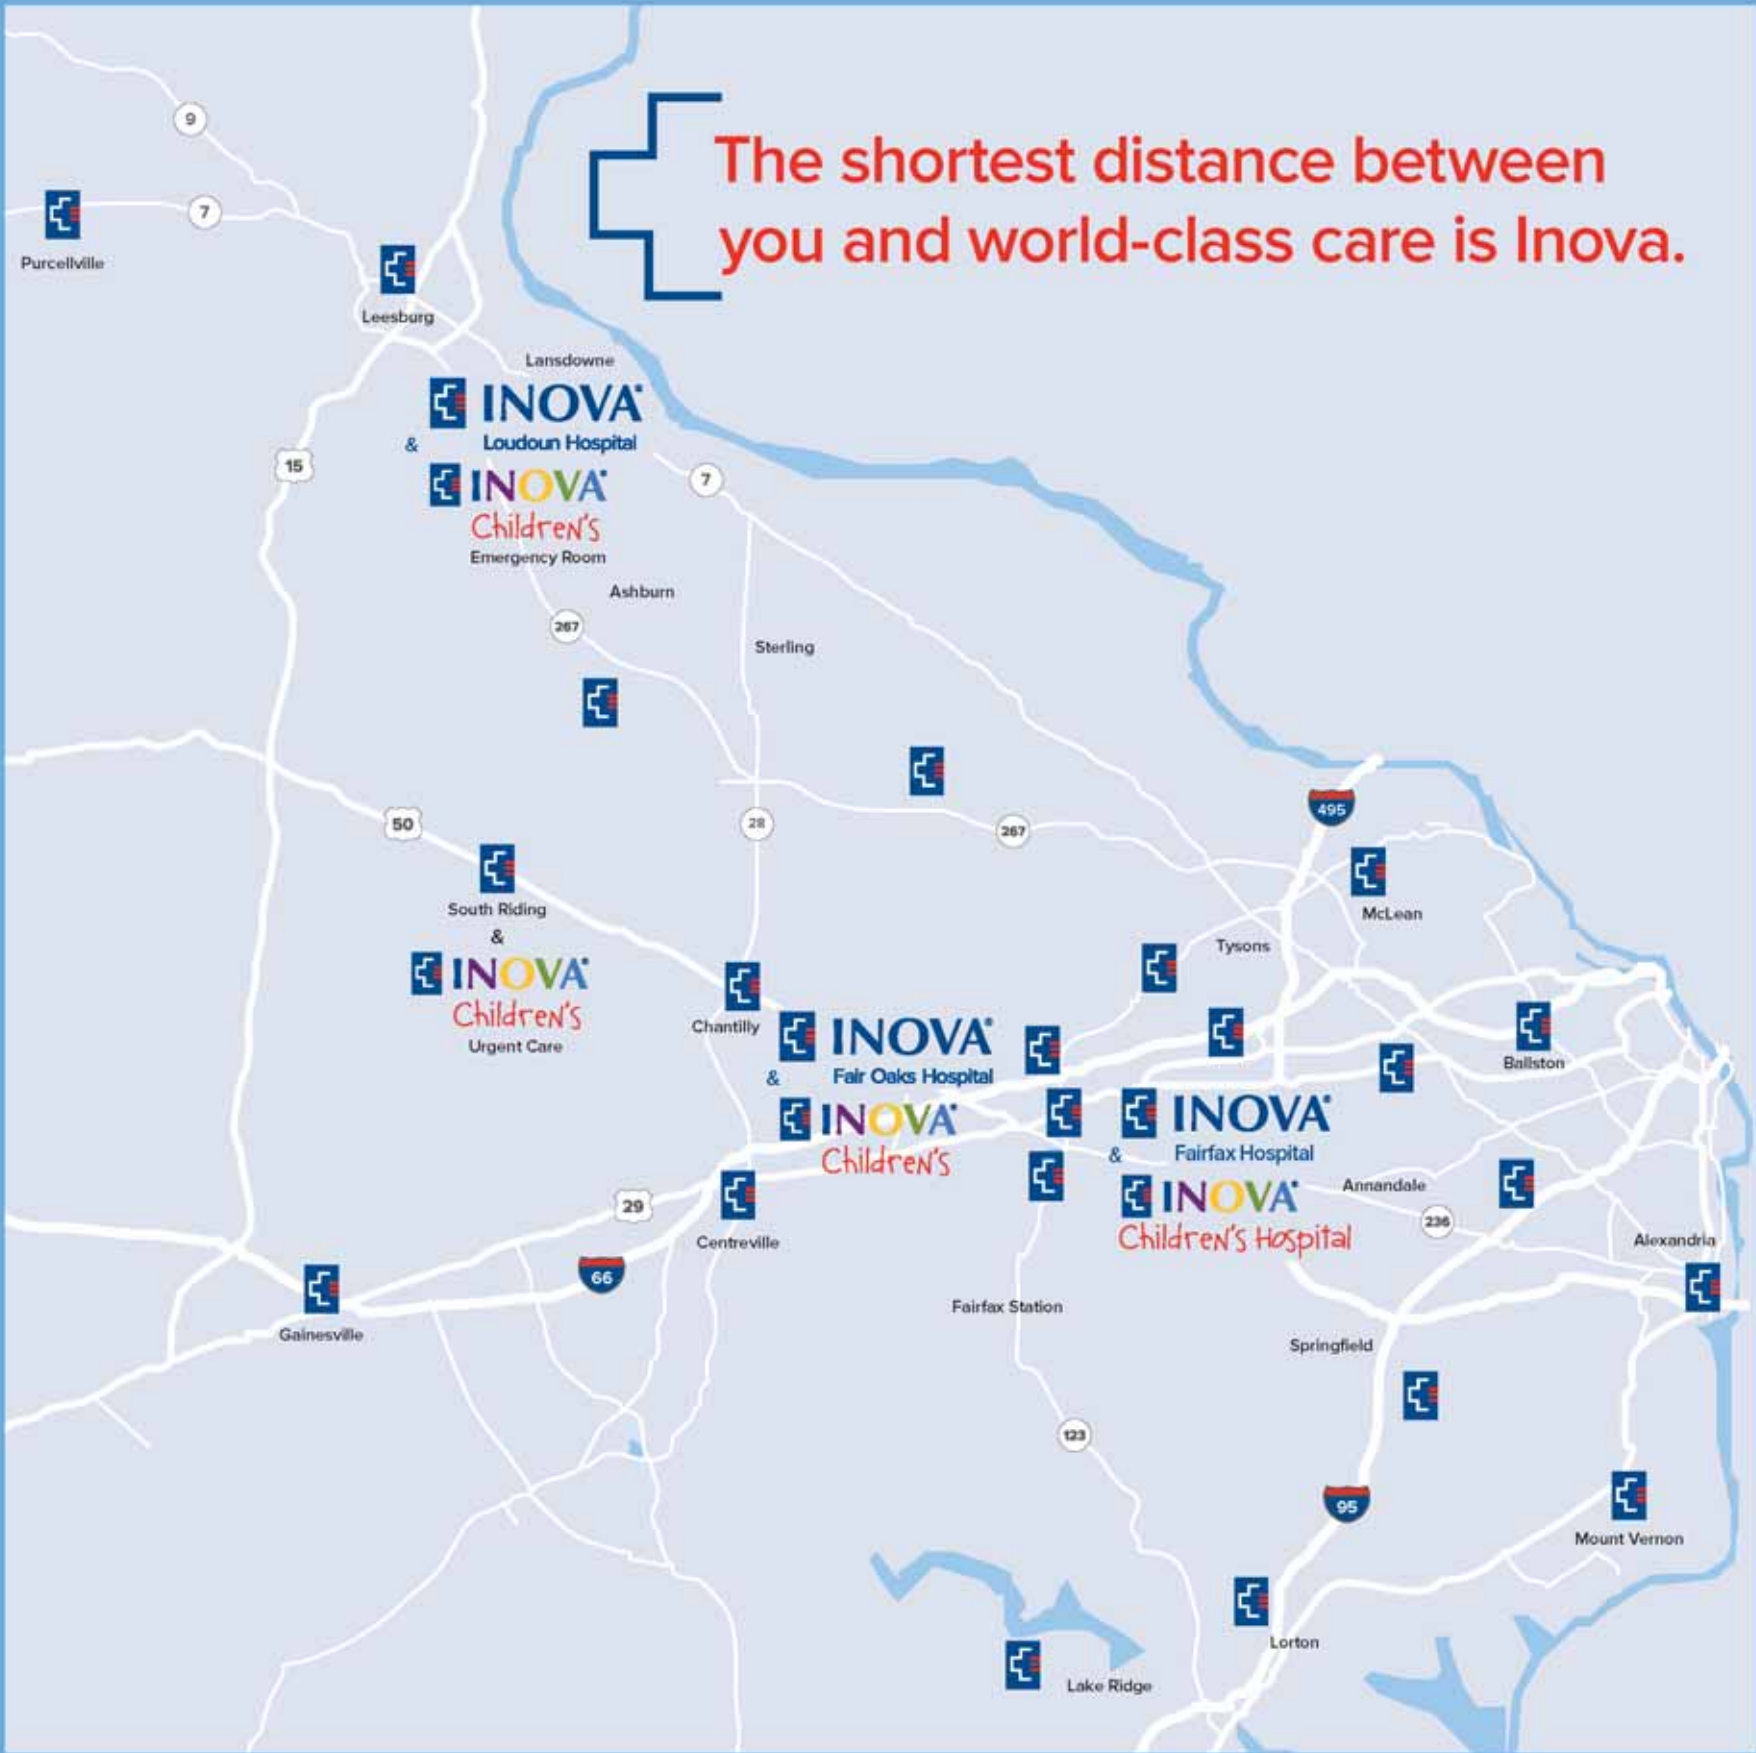 The shortest distance between
you and world-class care is Inova.
9
7
Purcellville
Leesburg
Lansdowne
INOVA®
& Loudoun Hospital
INOVA®
Children's
Emergency Room
15
7
Ashburn
267
Sterling
50
28
267
495
South Riding
&
INOVA®
Children's
Urgent Care
McLean
Tysons
Chantilly
INOVA®
& Fair Oaks Hospital
INOVA®
Children's
Ballston
INOVA®
& Fairfax Hospital
INOVA®
Children's Hospital
Annandale
236
29
Centreville
66
Alexandria
Gainesville
Fairfax Station
Springfield
123
95
Mount Vernon
Lorton
Lake Ridge